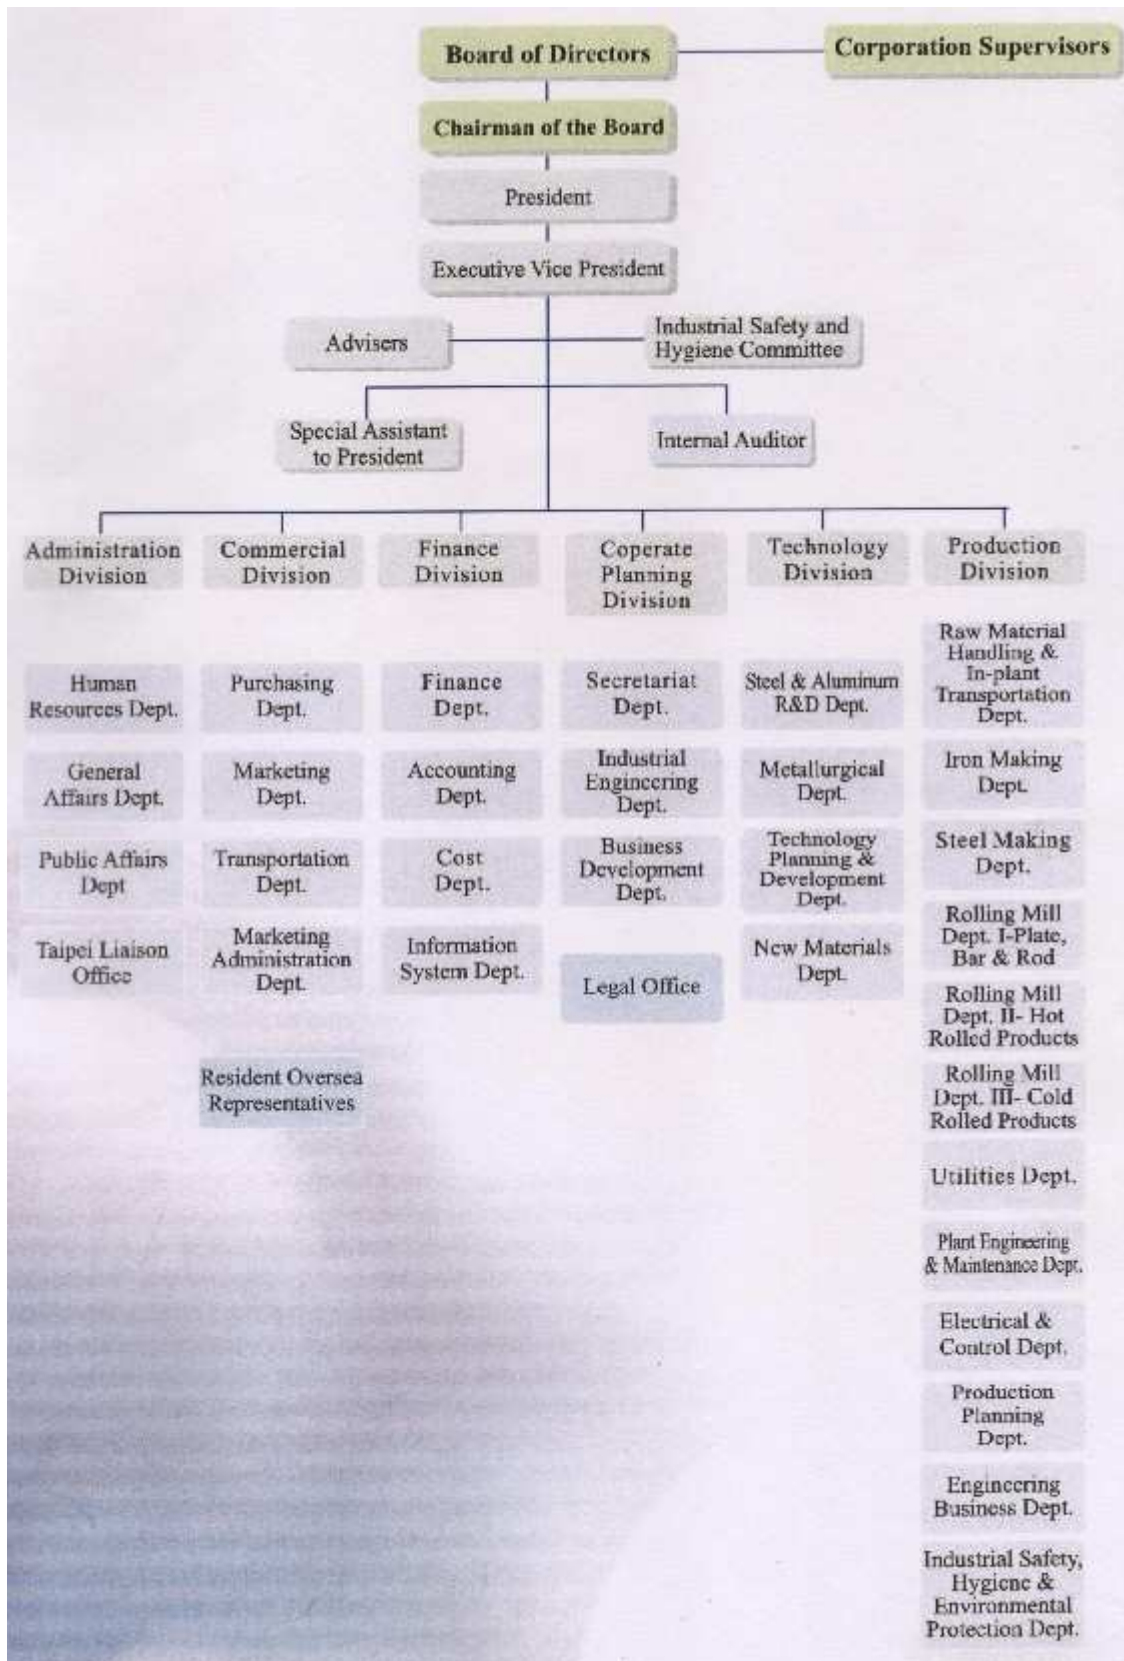 Board of Directors
Corporation Supervisors
Chairman of the Board
President
Executive Vice President
Advisers
Industrial Safety and
Hygiene Committee
Special Assistant
to President
Internal Auditor
Administration
Division
Commercial
Division
Finance
Division
Coperate
Planning
Division
Technology
Division
Production
Division
Human
Resources Dept.
General
Affairs Dept.
Public Affairs
Dept
Taipei Liaison
Office
Purchasing
Dept.
Marketing
Dept.
Transportation
Dept.
Marketing
Administration
Dept.
Resident Oversea
Representatives
Finance
Dept.
Accounting
Dept.
Cost
Dept.
Information
System Dept.
Secretariat
Dept.
Industrial
Engineering
Dept.
Business
Development
Dept.
Legal Office
Steel & Aluminum
R&D Dept.
Metallurgical
Dept.
Technology
Planning &
Development
Dept.
New Materials
Dept.
Raw Material
Handling &
In-plant
Transportation
Dept.
Iron Making
Dept.
Steel Making
Dept.
Rolling Mill
Dept. I-Plate,
Bar & Rod
Rolling Mill
Dept. II- Hot
Rolled Products
Rolling Mill
Dept. III- Cold
Rolled Products
Utilities Dept.
Plant Engineering
& Maintenance Dept.
Electrical &
Control Dept.
Production
Planning
Dept.
Engineering
Business Dept.
Industrial Safety,
Hygiene &
Environmental
Protection Dept.